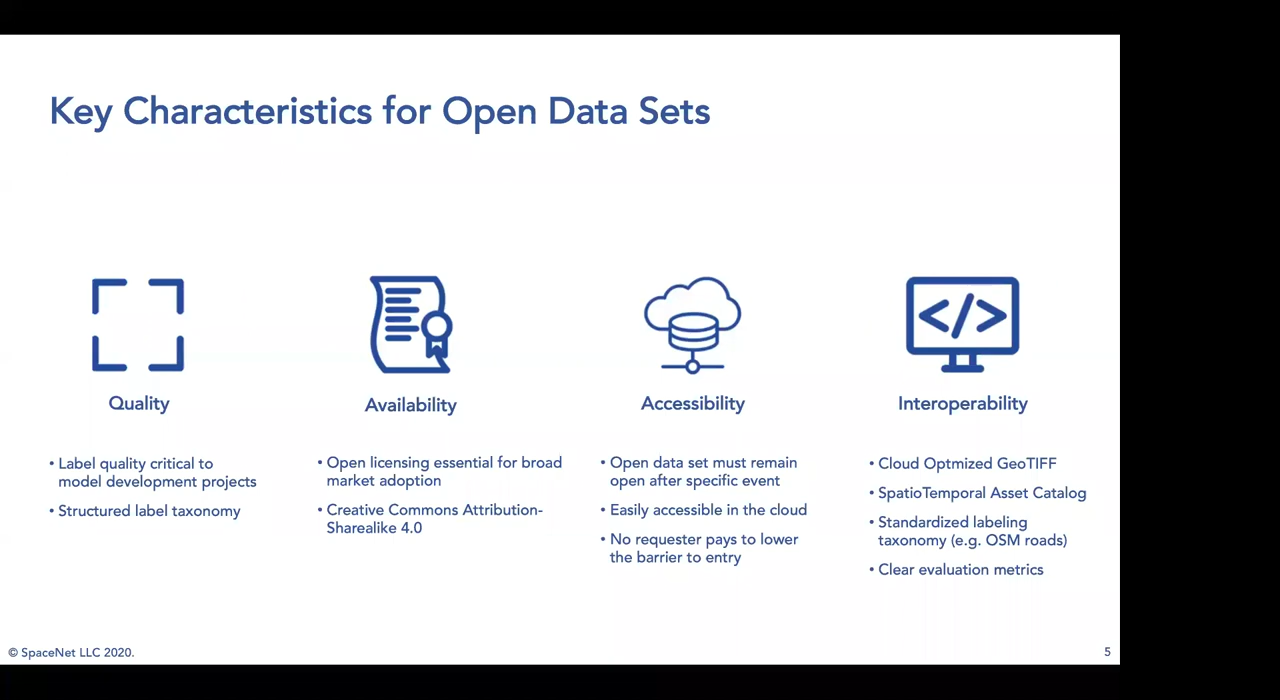 Key Characteristics for Open Data Sets
Quality
• Label quality critical to
model development projects
• Structured label taxonomy
Availability
• Open licensing essential for broad
market adoption
• Creative Commons Attribution-
Sharealike 4.0
Accessibility
• Open data set must remain
open after specific event
• Easily accessible in the cloud
• No requester pays to lower
the barrier to entry
Interoperability
• Cloud Optmized GeoTIFF
• SpatioTemporal Asset Catalog
• Standardized labeling
taxonomy (e.g. OSM roads)
• Clear evaluation metrics
© SpaceNet LLC 2020.
5